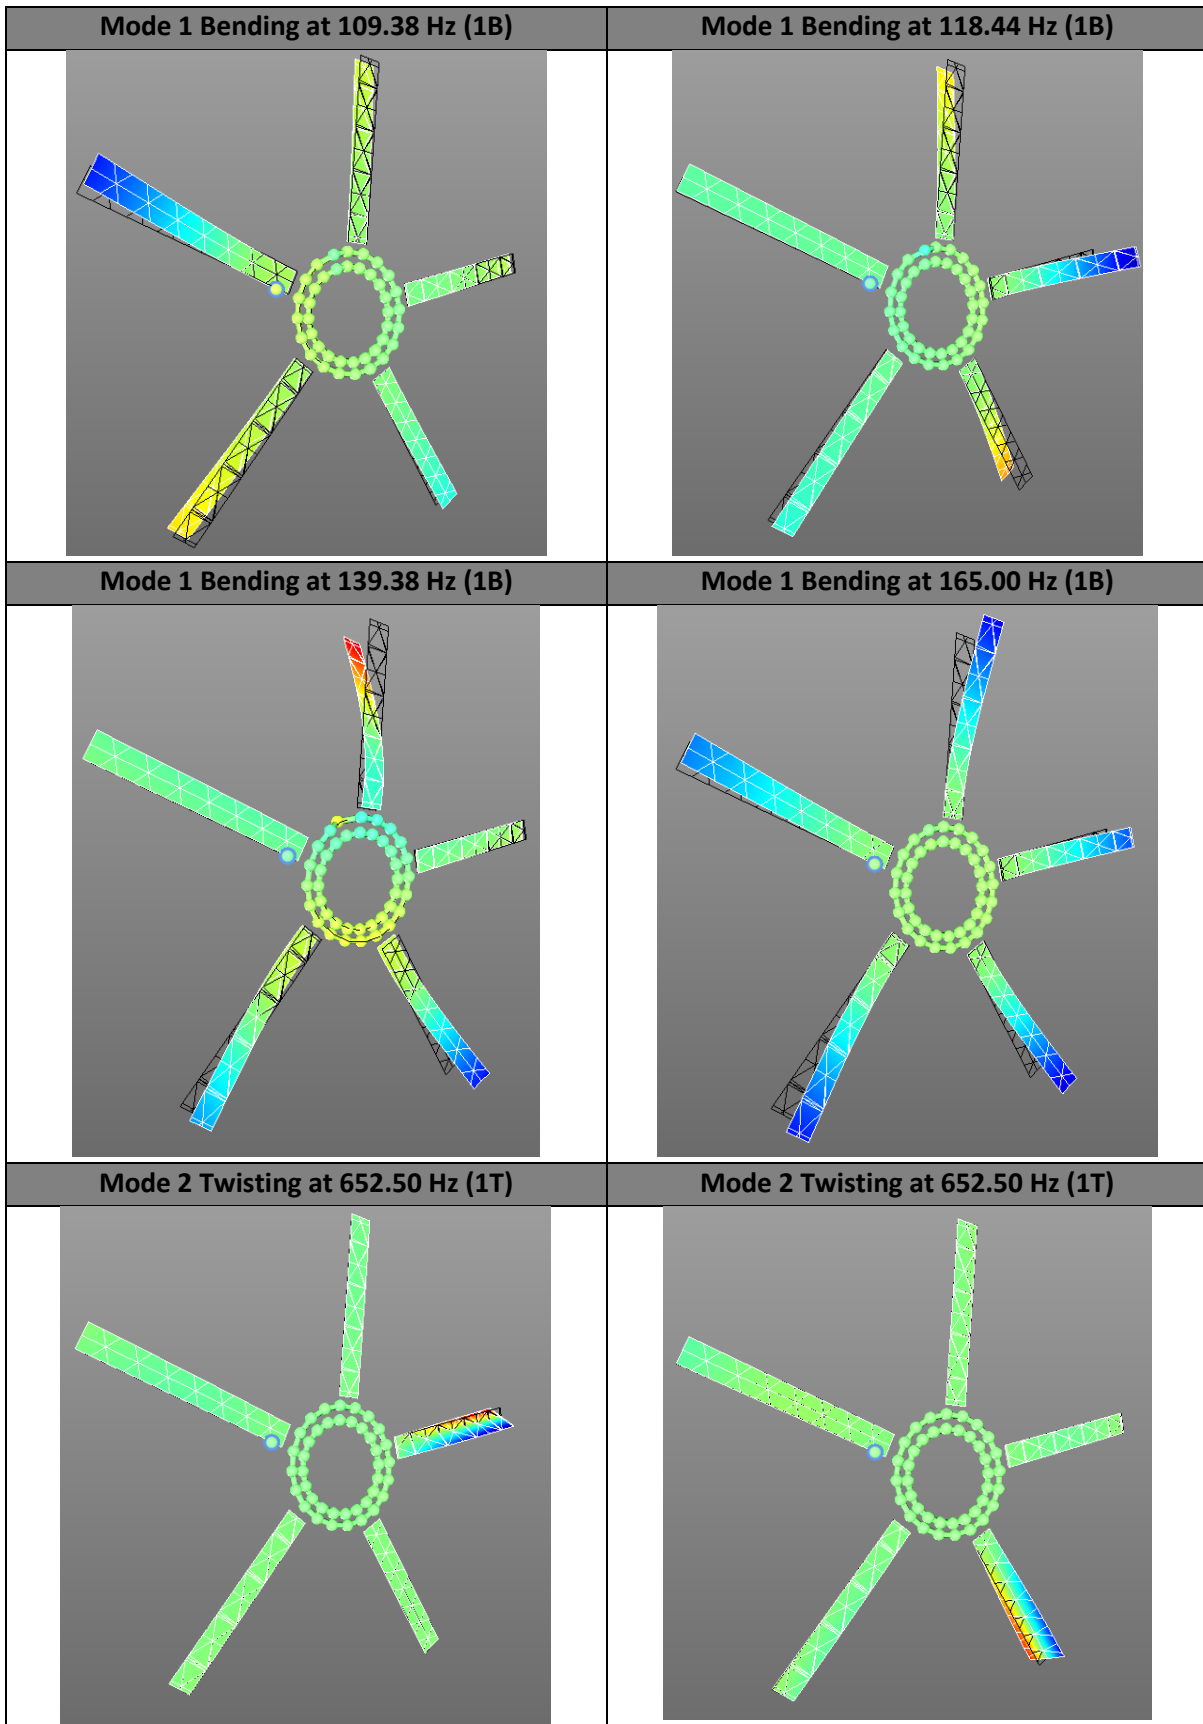 Mode 1 Bending at 109.38 Hz (1B)
Mode 1 Bending at 118.44 Hz (1B)
Mode 1 Bending at 139.38 Hz (1B)
Mode 1 Bending at 165.00 Hz (1B)
Mode 2 Twisting at 652.50 Hz (1T)
Mode 2 Twisting at 652.50 Hz (1T)